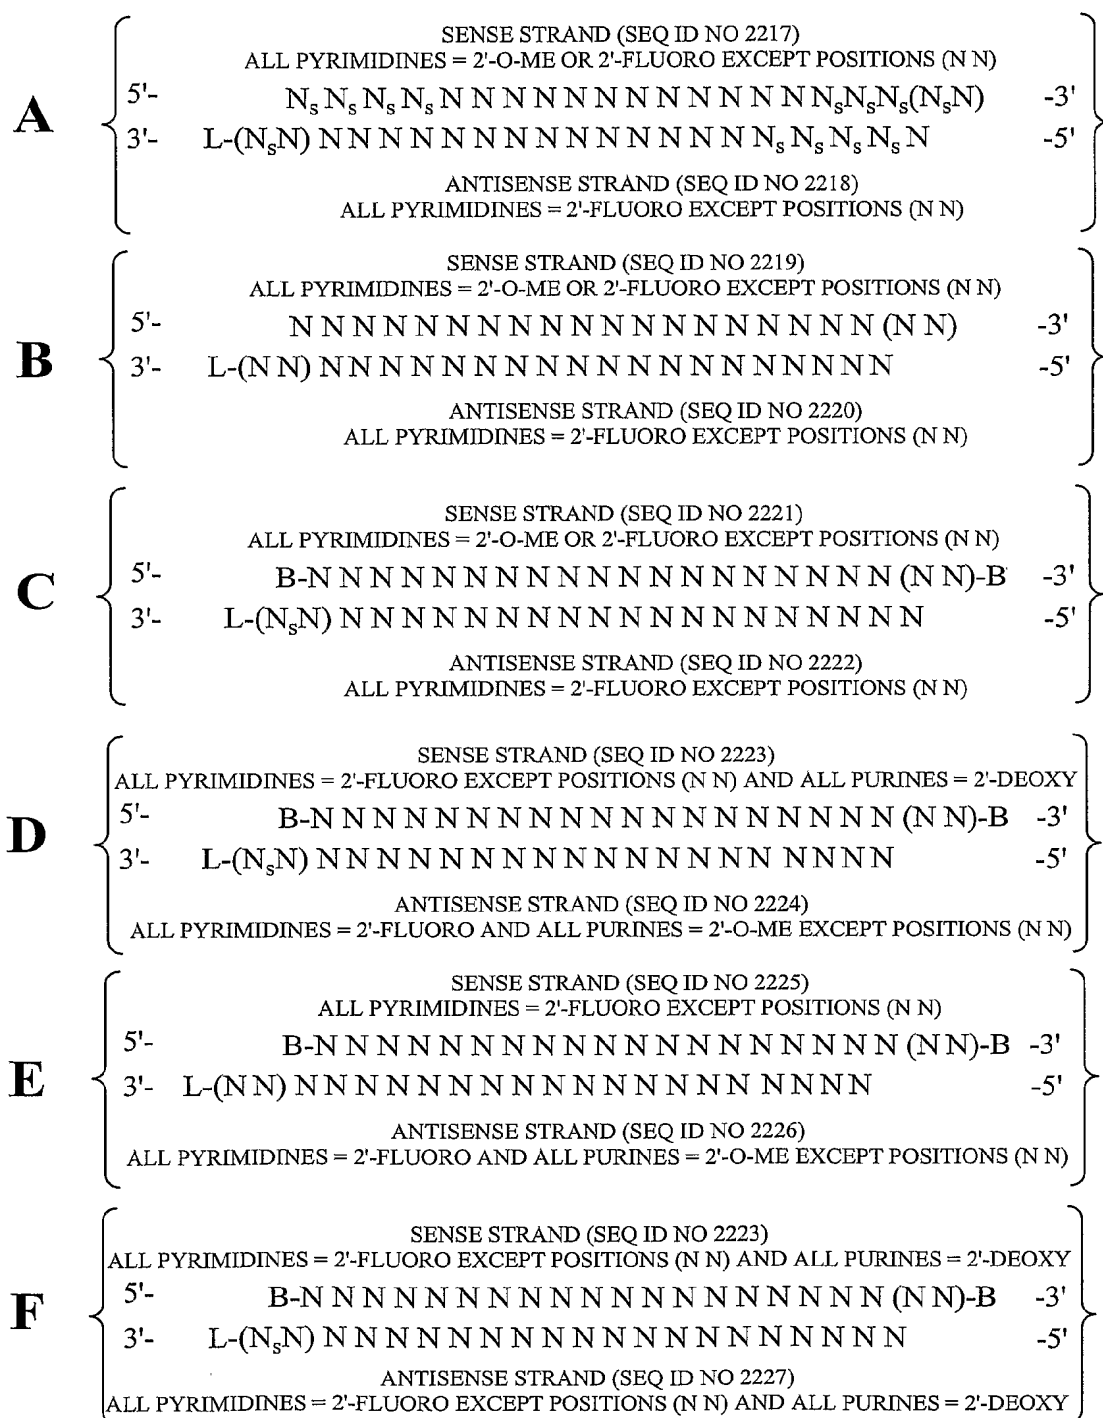 A
SENSE STRAND (SEQ ID NO 2217)
ALL PYRIMIDINES = 2'-O-ME OR 2'-FLUORO EXCEPT POSITIONS (N N)
5'- NₛNₛNₛNₛN N N N N N N N N N N N NₛNₛNₛ(NₛN) -3'
3'- L-(NₛN) N N N N N N N N N N N N N N NₛNₛNₛNₛN -5'
ANTISENSE STRAND (SEQ ID NO 2218)
ALL PYRIMIDINES = 2'-FLUORO EXCEPT POSITIONS (N N)
B
SENSE STRAND (SEQ ID NO 2219)
ALL PYRIMIDINES = 2'-O-ME OR 2'-FLUORO EXCEPT POSITIONS (N N)
5'- N N N N N N N N N N N N N N N N N N N (N N) -3'
3'- L-(N N) N N N N N N N N N N N N N N N N N N N -5'
ANTISENSE STRAND (SEQ ID NO 2220)
ALL PYRIMIDINES = 2'-FLUORO EXCEPT POSITIONS (N N)
C
SENSE STRAND (SEQ ID NO 2221)
ALL PYRIMIDINES = 2'-O-ME OR 2'-FLUORO EXCEPT POSITIONS (N N)
5'- B-N N N N N N N N N N N N N N N N N N N (N N)-B -3'
3'- L-(NₛN) N N N N N N N N N N N N N N N N N N N -5'
ANTISENSE STRAND (SEQ ID NO 2222)
ALL PYRIMIDINES = 2'-FLUORO EXCEPT POSITIONS (N N)
D
SENSE STRAND (SEQ ID NO 2223)
ALL PYRIMIDINES = 2'-FLUORO EXCEPT POSITIONS (N N) AND ALL PURINES = 2'-DEOXY
5'- B-N N N N N N N N N N N N N N N N N N N (N N)-B -3'
3'- L-(NₛN) N N N N N N N N N N N N N N N N N N N -5'
ANTISENSE STRAND (SEQ ID NO 2224)
ALL PYRIMIDINES = 2'-FLUORO AND ALL PURINES = 2'-O-ME EXCEPT POSITIONS (N N)
E
SENSE STRAND (SEQ ID NO 2225)
ALL PYRIMIDINES = 2'-FLUORO EXCEPT POSITIONS (N N)
5'- B-N N N N N N N N N N N N N N N N N N N (N N)-B -3'
3'- L-(N N) N N N N N N N N N N N N N N N N N N N -5'
ANTISENSE STRAND (SEQ ID NO 2226)
ALL PYRIMIDINES = 2'-FLUORO AND ALL PURINES = 2'-O-ME EXCEPT POSITIONS (N N)
F
SENSE STRAND (SEQ ID NO 2223)
ALL PYRIMIDINES = 2'-FLUORO EXCEPT POSITIONS (N N) AND ALL PURINES = 2'-DEOXY
5'- B-N N N N N N N N N N N N N N N N N N N (N N)-B -3'
3'- L-(NₛN) N N N N N N N N N N N N N N N N N N N -5'
ANTISENSE STRAND (SEQ ID NO 2227)
ALL PYRIMIDINES = 2'-FLUORO EXCEPT POSITIONS (N N) AND ALL PURINES = 2'-DEOXY